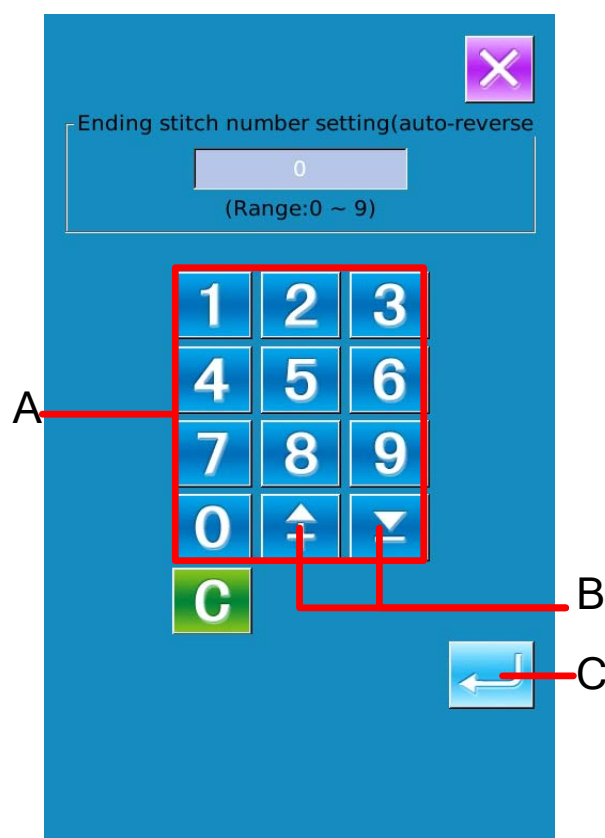 Ending stitch number setting(auto-reverse
0
(Range:0 ~ 9)
1 2 3
4 5 6
A
7 8 9
0
B
C
C